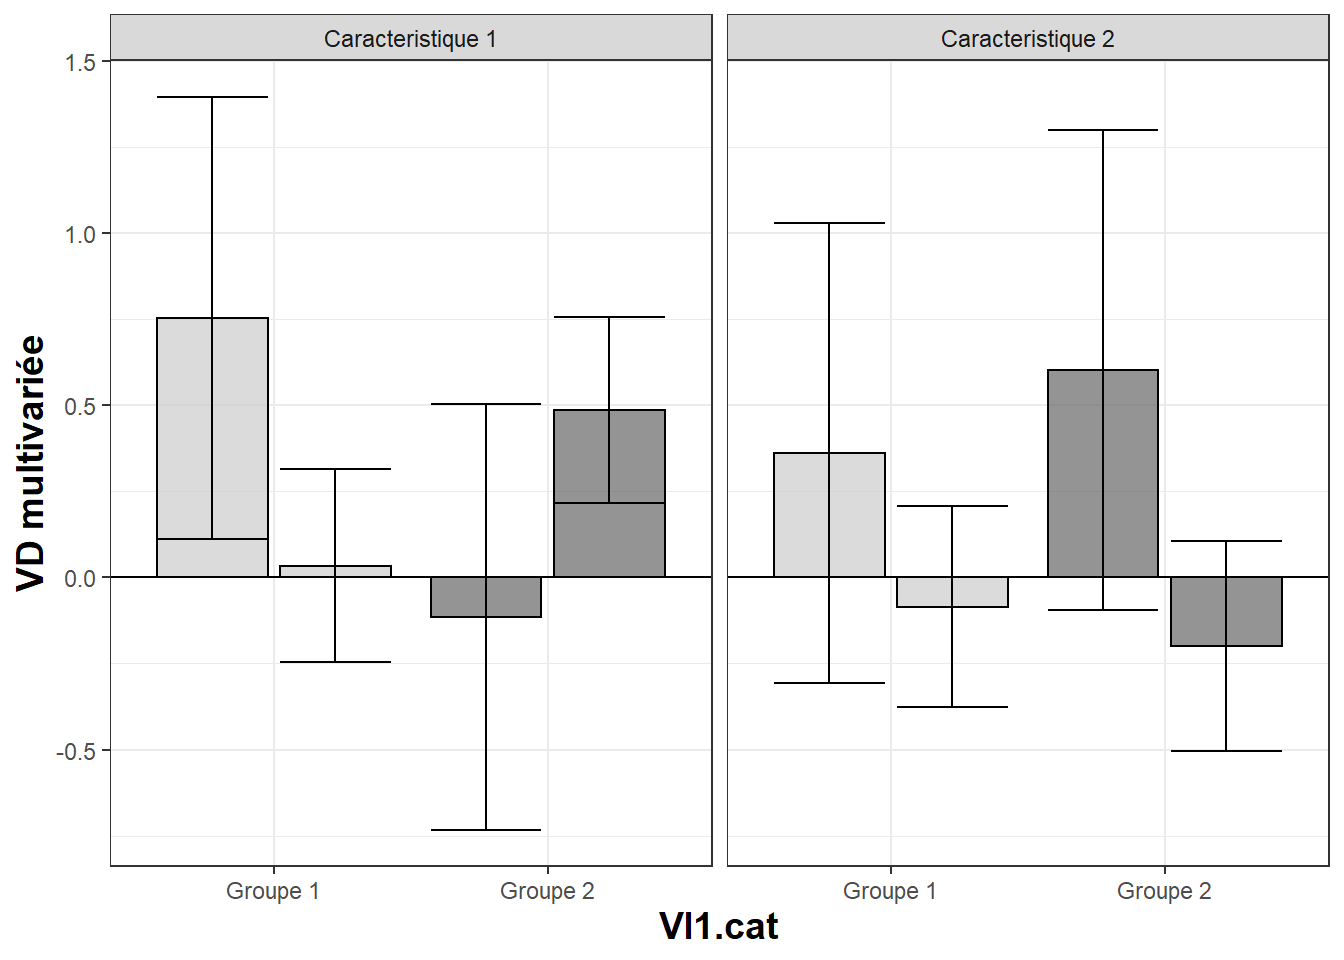 Caracteristique 1
Caracteristique 2
1.5
1.0
0.5
0.0
-0.5
VD multivariée
Groupe 1
Groupe 2
Groupe 1
Groupe 2
VI1.cat